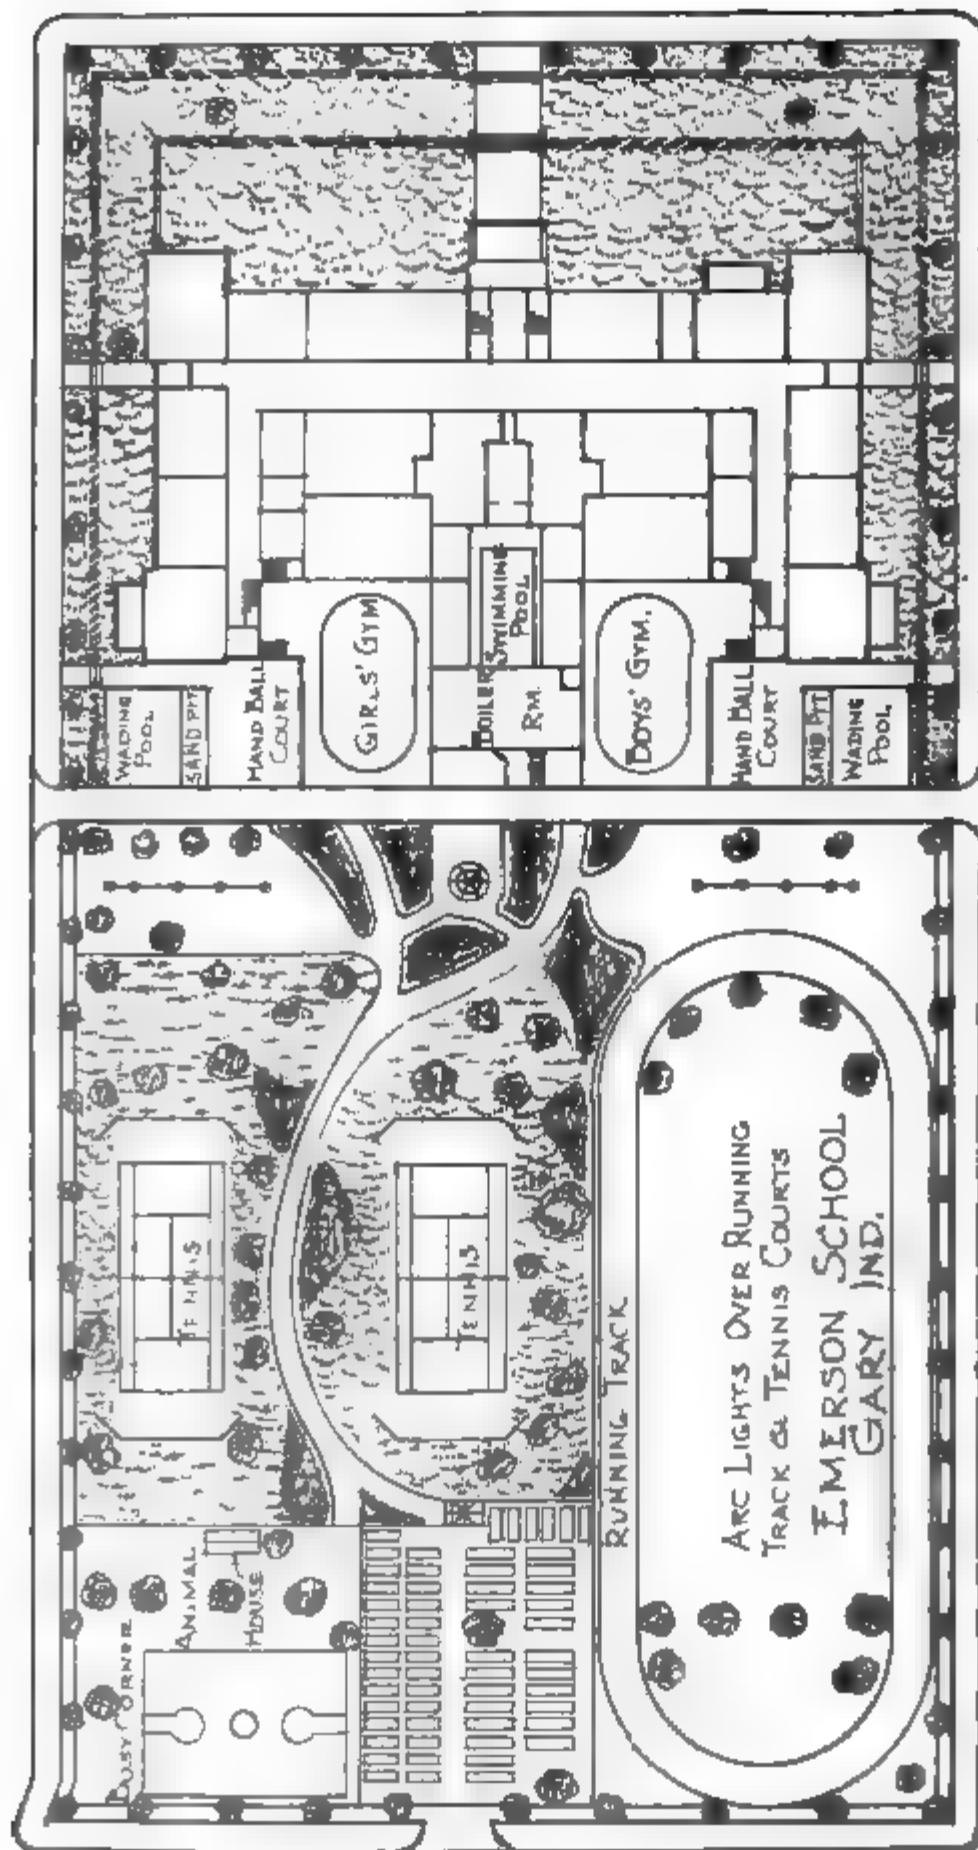 WADING
POOL
SAND PIT
HAND BALL
COURT
GIRLS' GYM
BOILER
RM.
SWIMMING
POOL
BOYS' GYM.
HAND BALL
COURT
SAND PIT
WADING
POOL
TENNIS
TENNIS
RUNNING TRACK
ARC LIGHTS OVER RUNNING
TRACK & TENNIS COURTS
EMERSON SCHOOL
GARY IND.
ANIMAL
HOUSE
BUSY CORNER